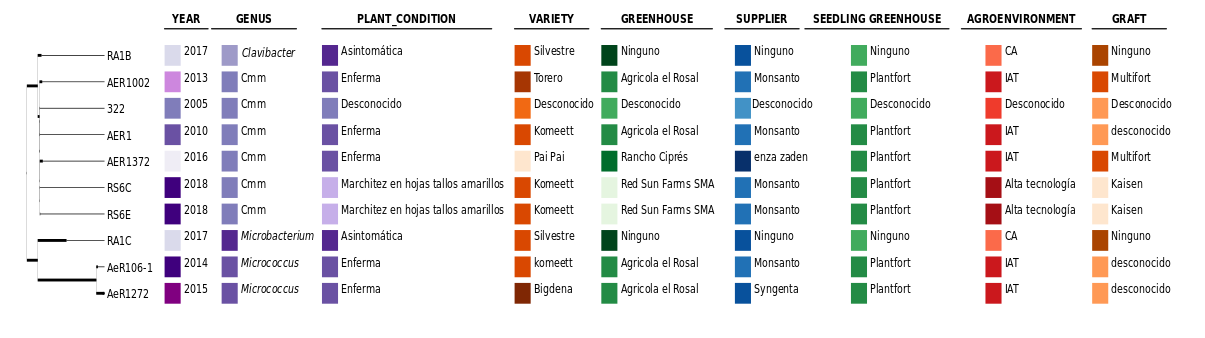 YEAR GENUS PLANT_CONDITION VARIETY GREENHOUSE SUPPLIER SEEDLING GREENHOUSE AGROENVIRONMENT GRAFT
RA1B 2017 Clavibacter Asintomática Silvestre Ninguno Ninguno Ninguno CA Ninguno
AER1002 2013 Cmm Enferma Torero Agricola el Rosal Monsanto Plantfort IAT Multifort
322 2005 Cmm Desconocido Desconocido Desconocido Desconocido Desconocido Desconocido Desconocido
AER1 2010 Cmm Enferma Komeett Agricola el Rosal Monsanto Plantfort IAT desconocido
AER1372 2016 Cmm Enferma Pai Pai Rancho Ciprés enza zaden Plantfort IAT Multifort
RS6C 2018 Cmm Marchitez en hojas tallos amarillos Komeett Red Sun Farms SMA Monsanto Plantfort Alta tecnología Kaisen
RS6E 2018 Cmm Marchitez en hojas tallos amarillos Komeett Red Sun Farms SMA Monsanto Plantfort Alta tecnología Kaisen
RA1C 2017 Microbacterium Asintomática Silvestre Ninguno Ninguno Ninguno CA Ninguno
AeR106-1 2014 Micrococcus Enferma komeett Agricola el Rosal Monsanto Plantfort IAT desconocido
AeR1272 2015 Micrococcus Enferma Bigdena Agricola el Rosal Syngenta Plantfort IAT desconocido